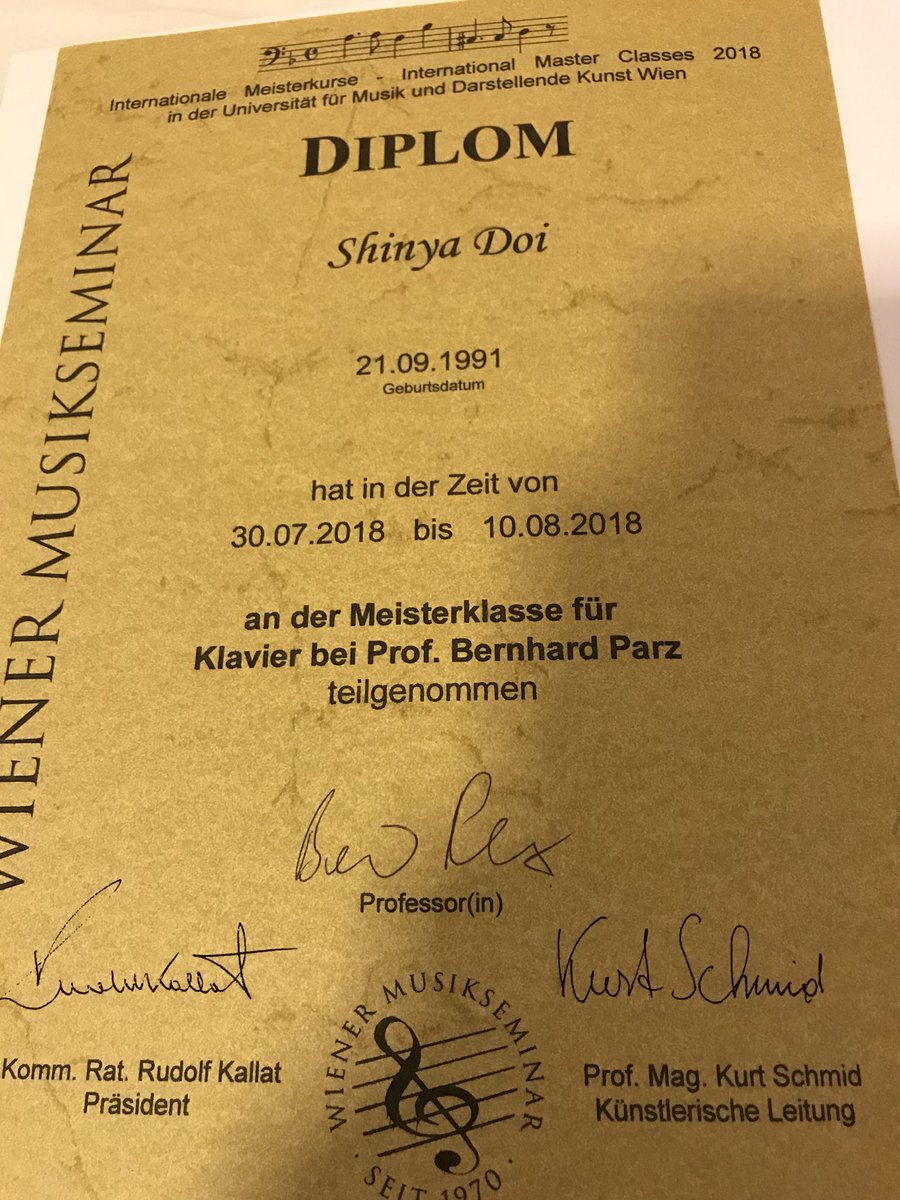 Internationale Meisterkurse - International Master Classes 2018
in der Universität für Musik und Darstellende Kunst Wien
DIPLOM
WIENER MUSIKSEMINAR
Shinya Doi
21.09.1991
Geburtsdatum
hat in der Zeit von
30.07.2018 bis 10.08.2018
an der Meisterklasse für
Klavier bei Prof. Bernhard Parz
teilgenommen
Professor(in)
Kurt Schmid
Komm. Rat. Rudolf Kallat
Präsident
WIENER MUSIKSEMINAR
· SEIT 1970 ·
Prof. Mag. Kurt Schmid
Künstlerische Leitung